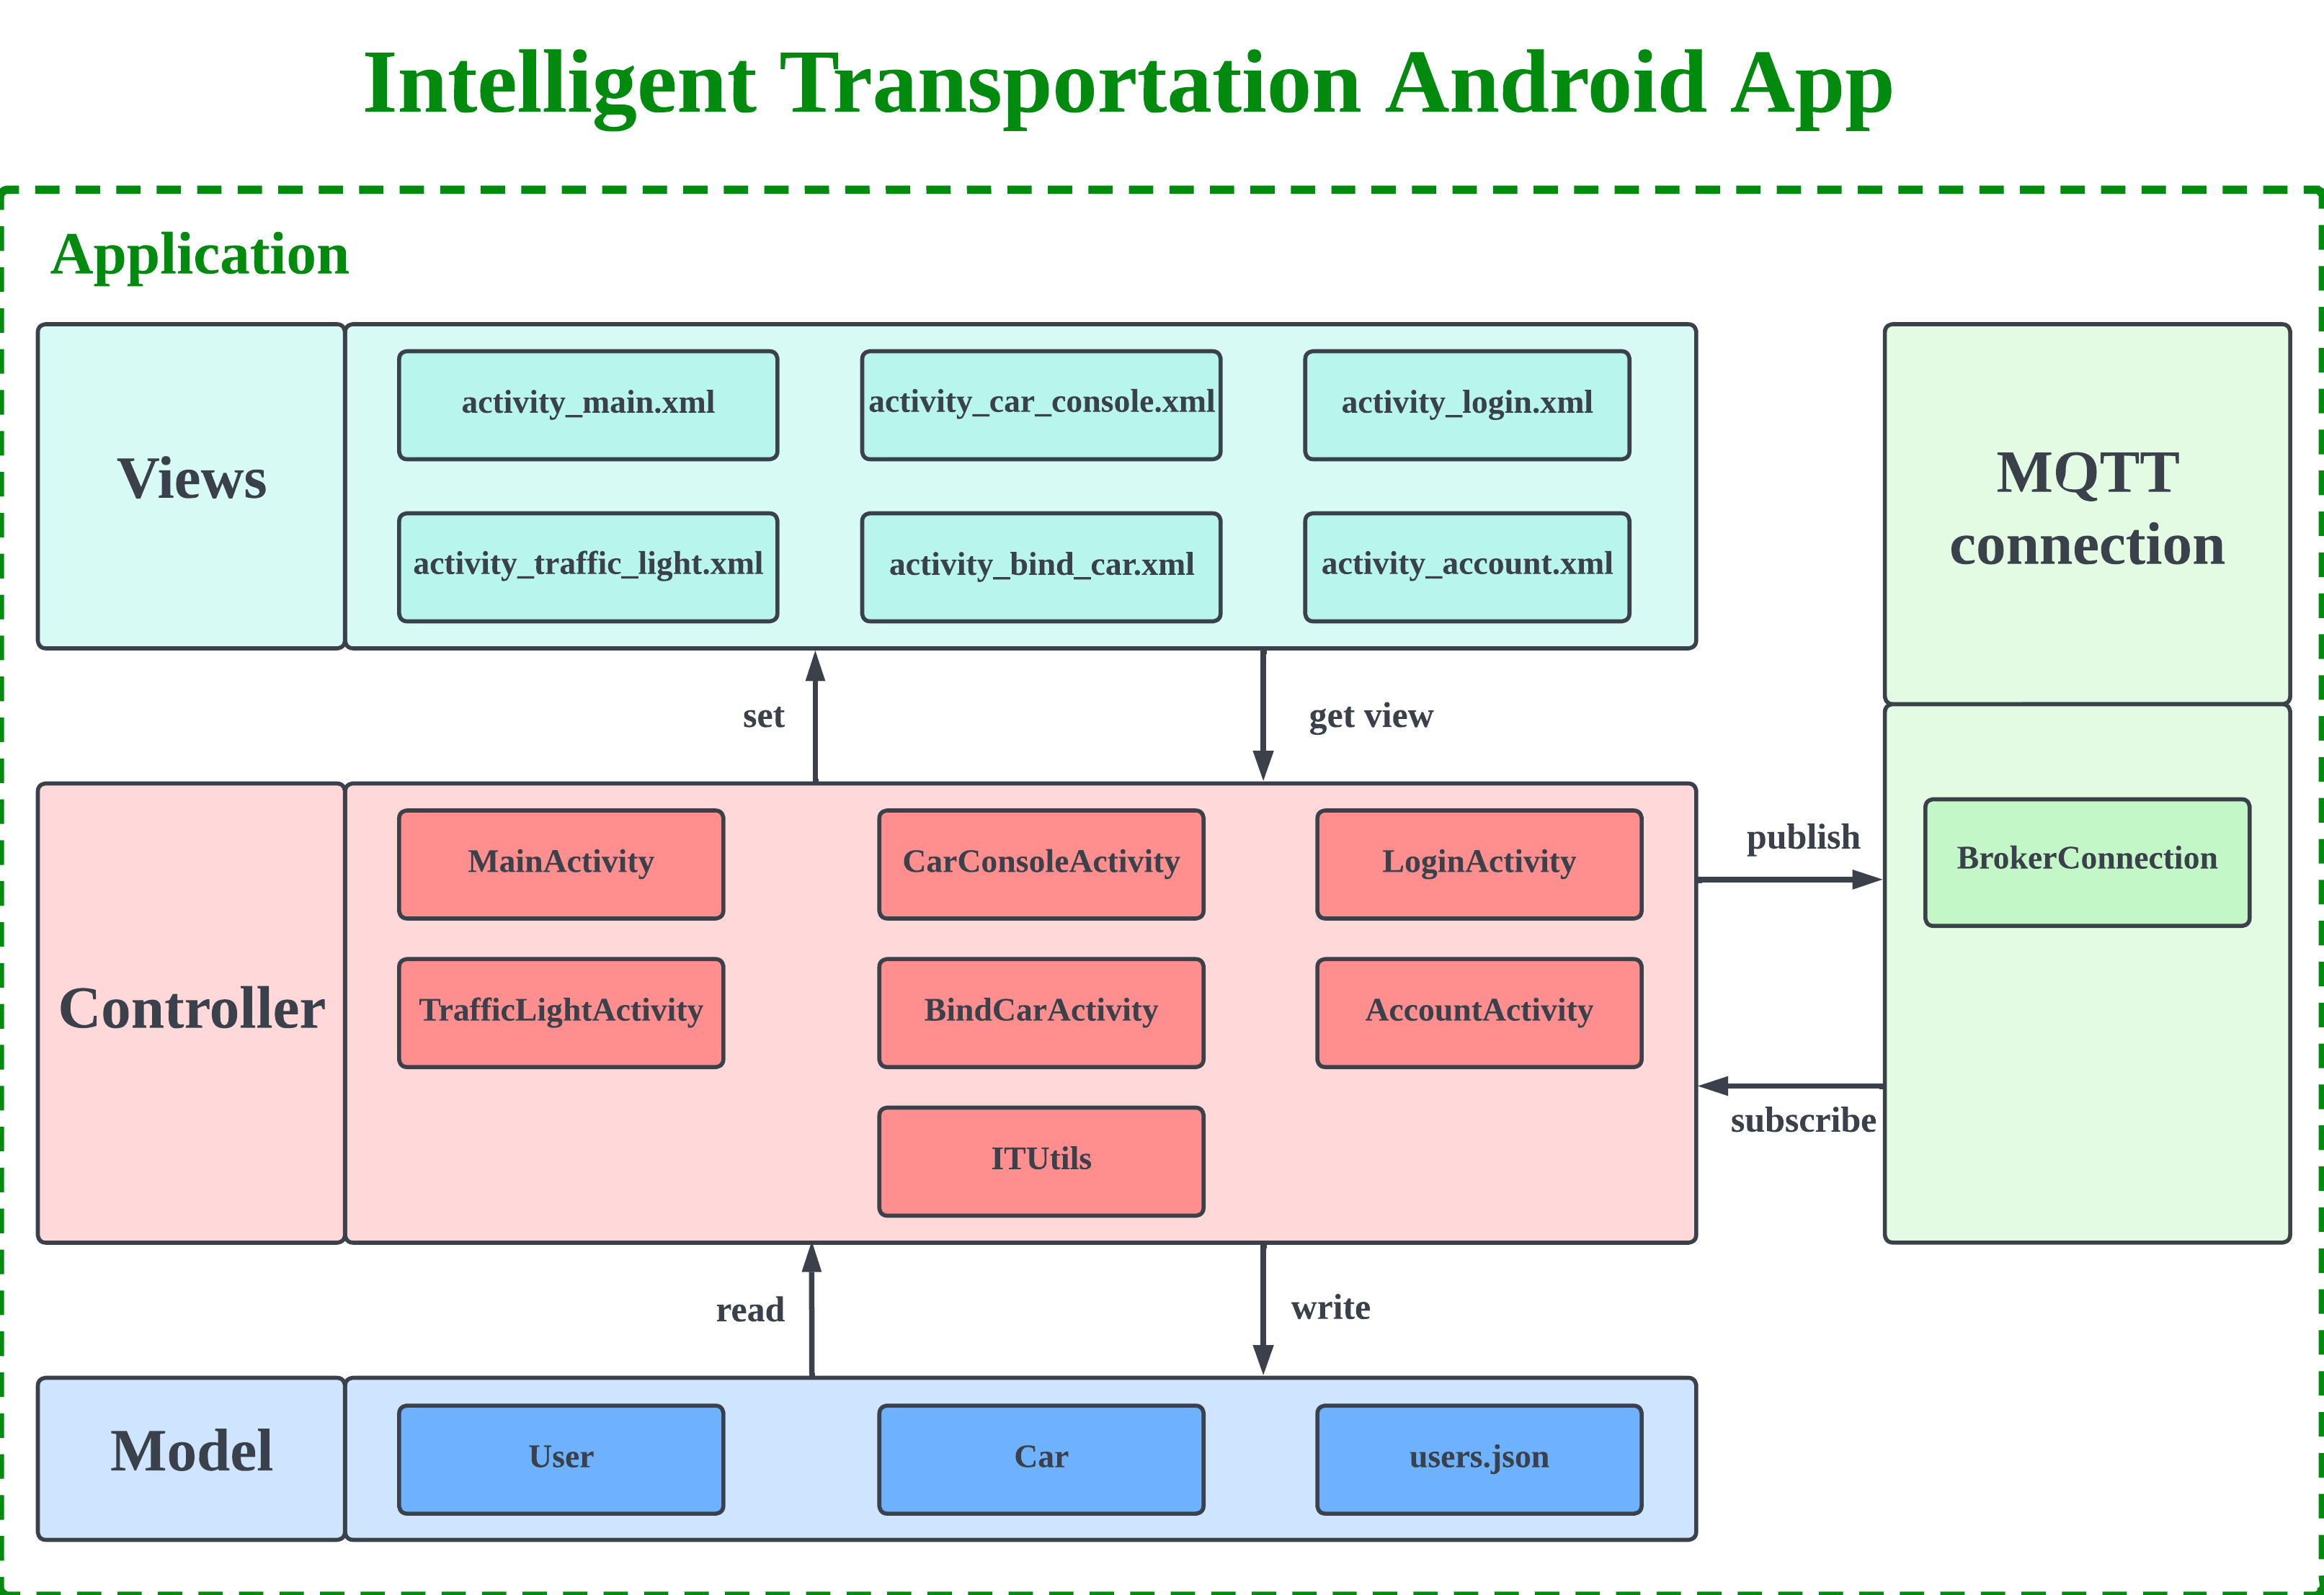 Intelligent Transportation Android App
Application
Views
activity_main.xml
activity_car_console.xml
activity_login.xml
activity_traffic_light.xml
activity_bind_car.xml
activity_account.xml
MQTT
connection
set
get view
Controller
MainActivity
CarConsoleActivity
LoginActivity
TrafficLightActivity
BindCarActivity
AccountActivity
ITUtils
publish
BrokerConnection
subscribe
read
write
Model
User
Car
users.json